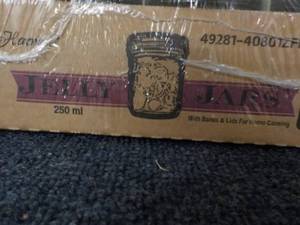 49281-40801
JELLY JARS
250 ml
With Bands & Lids For Home Canning